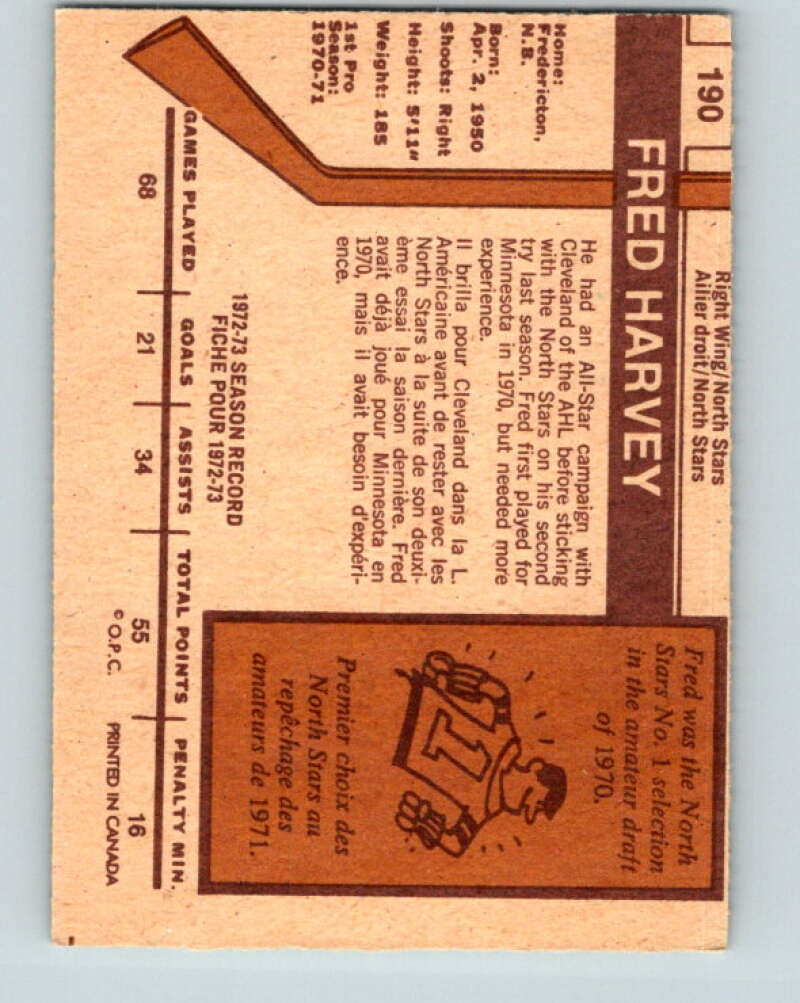 190
Right Wing/North Stars
Ailier droit/North Stars
FRED HARVEY
Home:
Fredericton,
N.B.
Born:
Apr. 2, 1950
Shoots: Right
Height: 5'11"
Weight: 185
1st Pro
Season:
1970-71
He had an All-Star campaign with
Cleveland of the AHL before sticking
with the North Stars on his second
try last season. Fred first played for
Minnesota in 1970, but needed more
experience.
Il brilla pour Cleveland dans la L.
Américaine avant de rester avec les
North Stars à la suite de son deuxi-
ème essai la saison dernière. Fred
avait déjà joué pour Minnesota en
1970, mais il avait besoin d'expéri-
ence.
Fred was the North
Stars No. 1 selection
in the amateur draft
of 1970.
1
Premier choix des
North Stars au
repêchage des
amateurs de 1971.
1972-73 SEASON RECORD
FICHE POUR 1972-73
GAMES PLAYED GOALS ASSISTS TOTAL POINTS PENALTY MIN.
68 21 34 55 16
© O.P.C. PRINTED IN CANADA